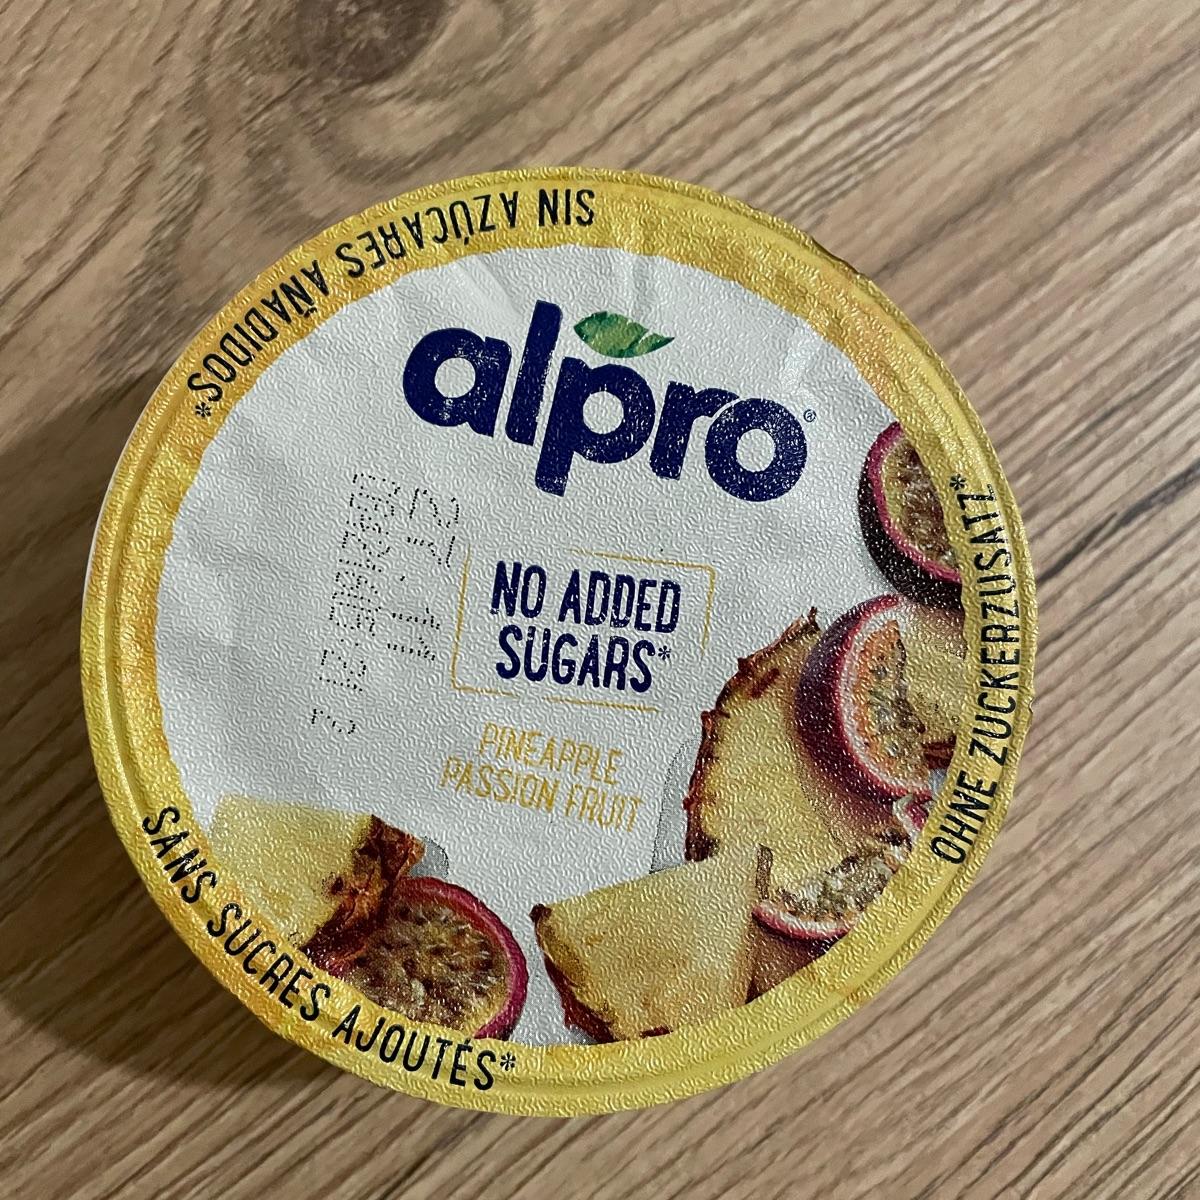 SIN AZÚCARES AÑADIDOS*
alpro®
NO ADDED
SUGARS*
PINEAPPLE
PASSION FRUIT
OHNE ZUCKERZUSATZ*
SANS SUCRES AJOUTÉS*